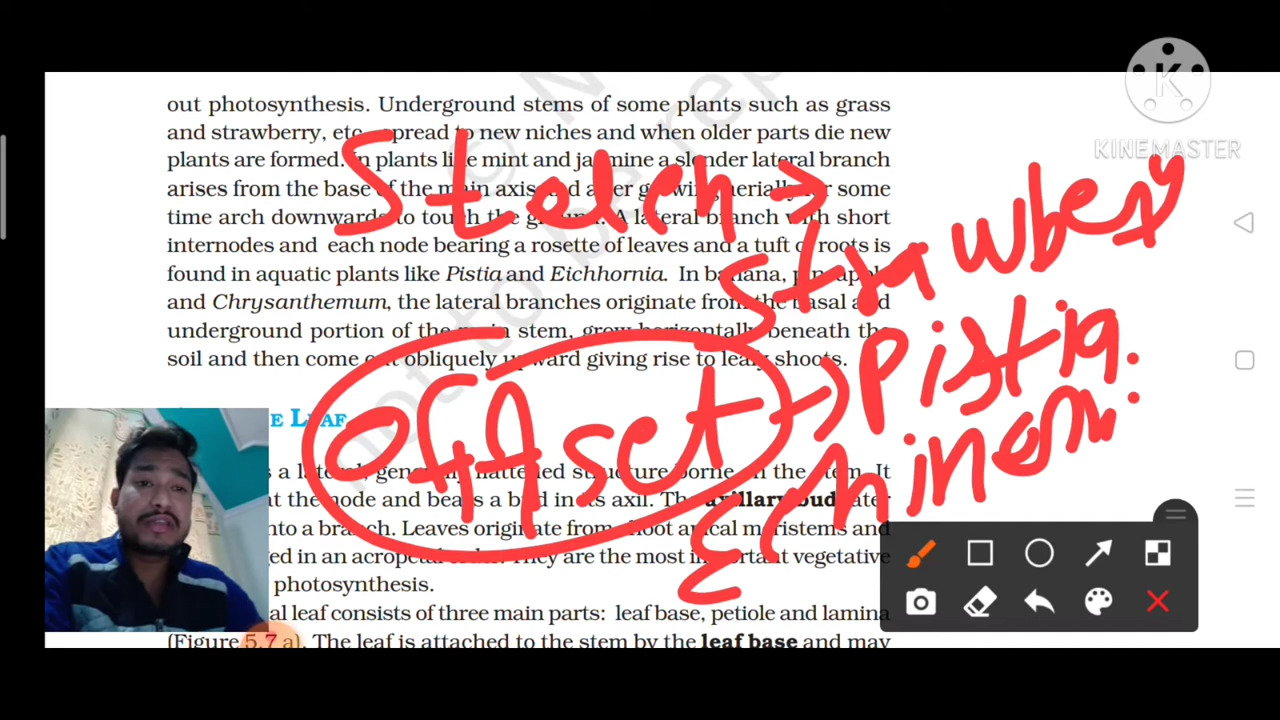 KINEMASTER
out photosynthesis. Underground stems of some plants such as grass
and strawberry, etc., spread to new niches and when older parts die new
plants are formed. In plants like mint and jasmine a slender lateral branch
arises from the base of the main axis and after growing aerially for some
time arch downwards to touch the ground. A lateral branch with short
internodes and each node bearing a rosette of leaves and a tuft of roots is
found in aquatic plants like Pistia and Eichhornia. In banana, pineapple
and Chrysanthemum, the lateral branches originate from the basal and
underground portion of the main stem, grow horizontally beneath the
soil and then come out obliquely upward giving rise to leafy shoots.
Strawbery
offset Pistia
LEAF
s a lateral, generally flattened structure borne on the stem. It
at the node and bears a bud in its axil. The axillary bud later
nto a branch. Leaves originate from shoot apical meristems and
ged in an acropetal order. They are the most important vegetative
photosynthesis.
al leaf consists of three main parts: leaf base, petiole and lamina
(Figure 5.7 a). The leaf is attached to the stem by the leaf base and may